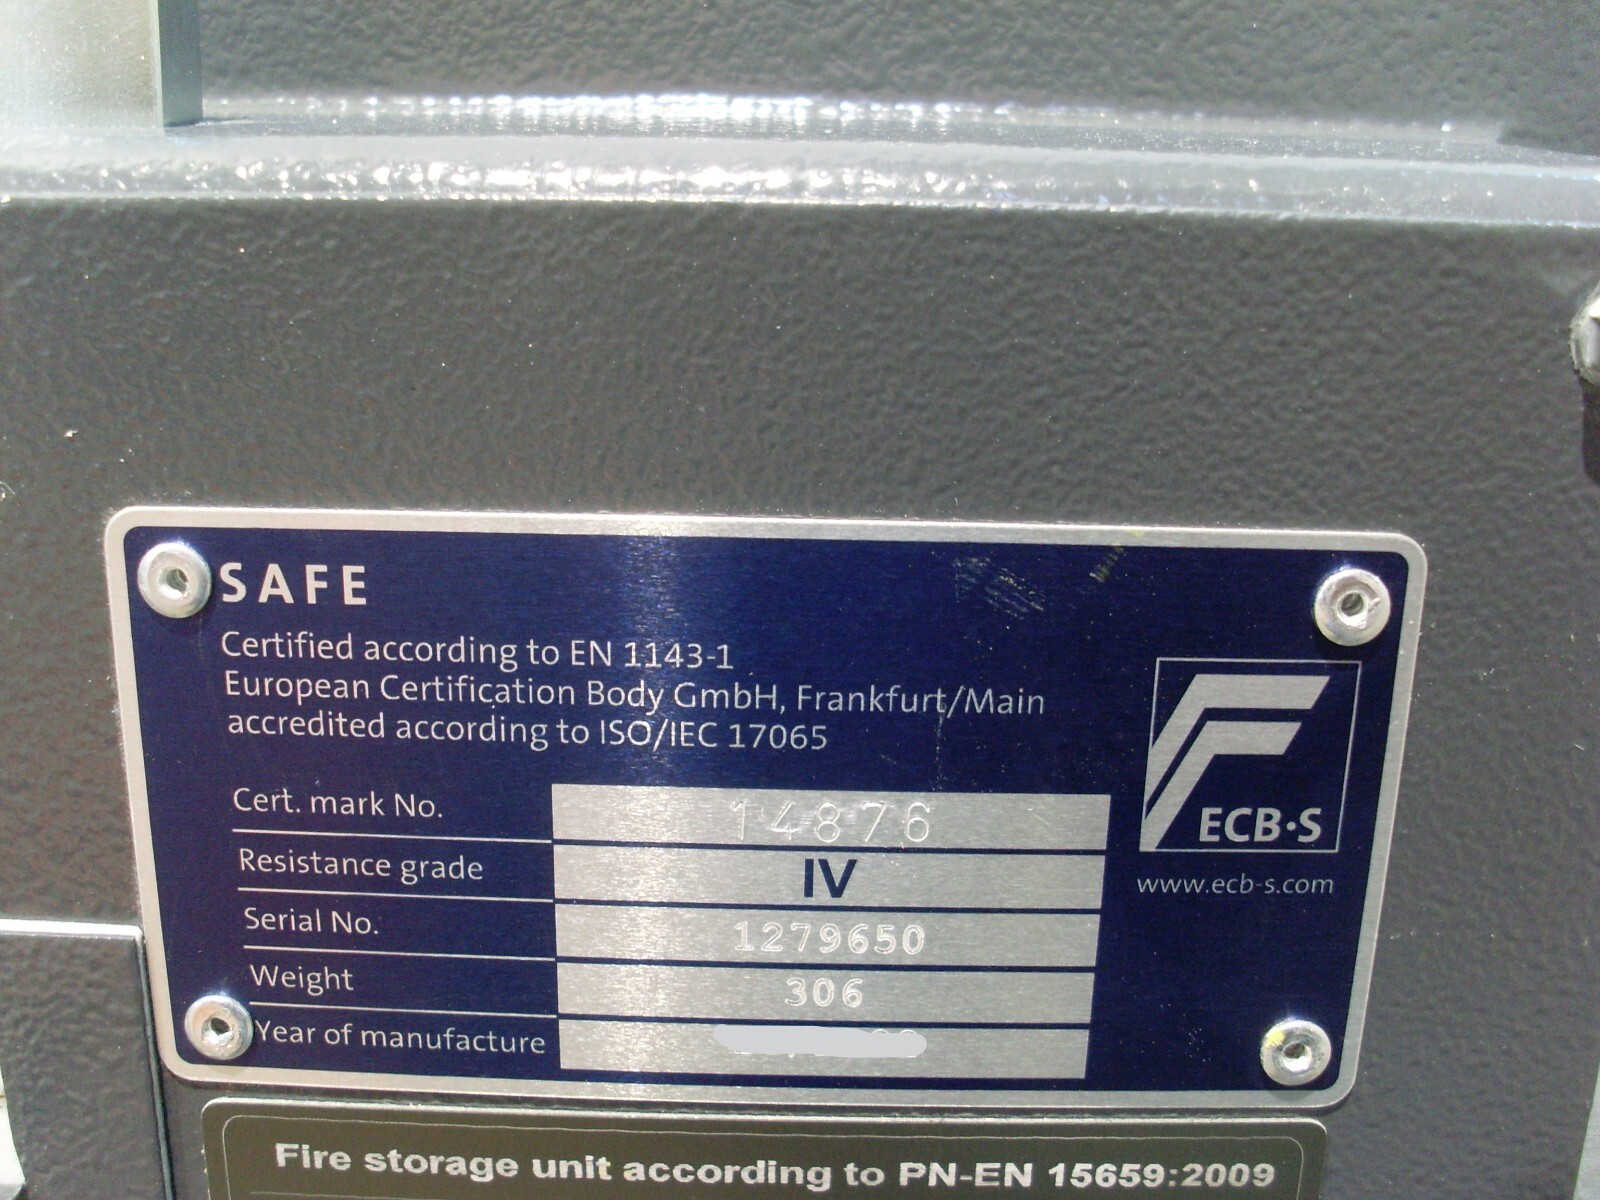 SAFE
Certified according to EN 1143-1
European Certification Body GmbH, Frankfurt/Main
accredited according to ISO/IEC 17065
Cert. mark No. 14876
Resistance grade IV
Serial No. 1279650
Weight 306
Year of manufacture
ECB·S
www.ecb-s.com
Fire storage unit according to PN-EN 15659:2009